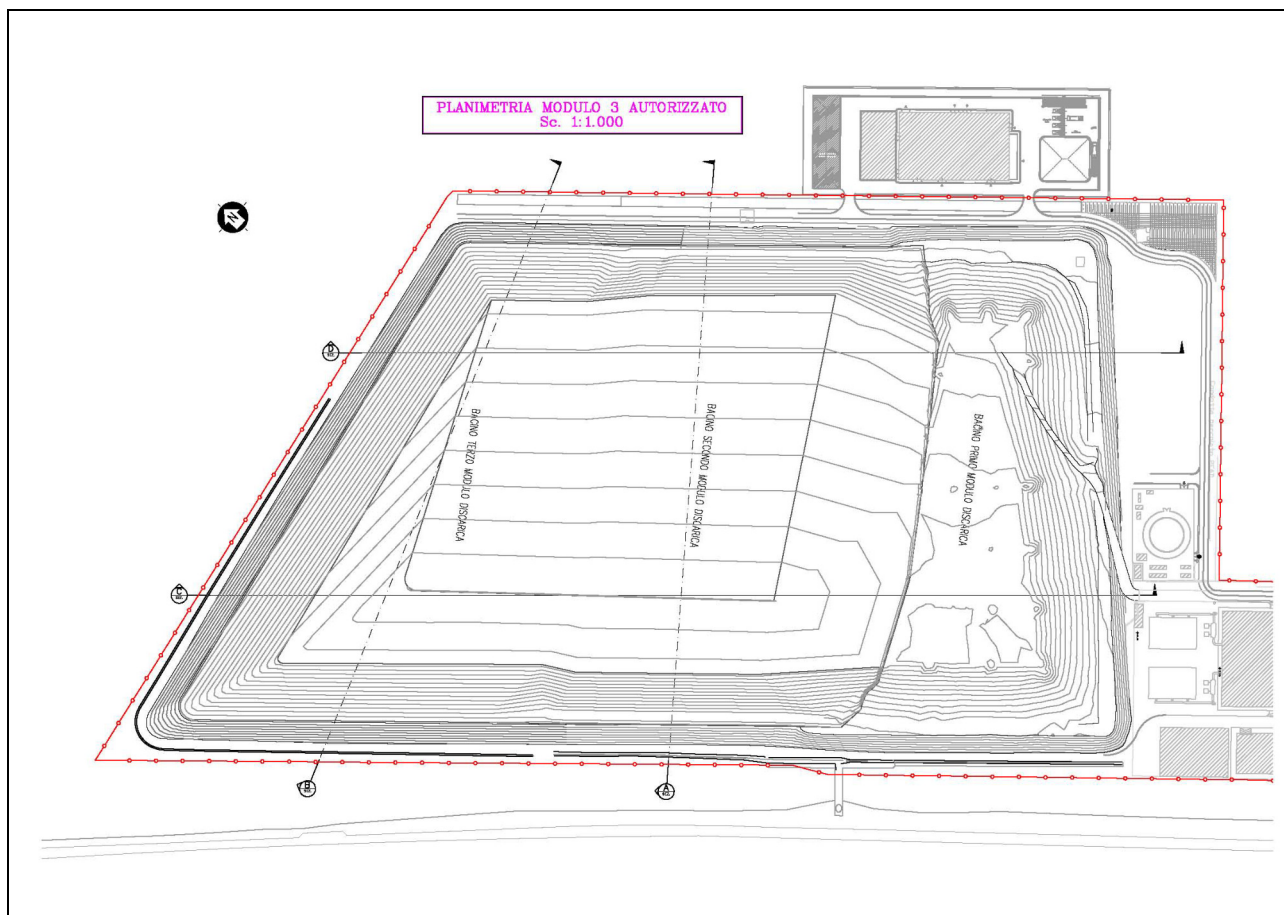 PLANIMETRIA MODULO 3 AUTORIZZATO
Sc. 1:1.000
N
D
BACINO TERZO MODULO DISCARICA
BACINO SECONDO MODULO DISCARICA
BACINO PRIMO MODULO DISCARICA
C
B
A